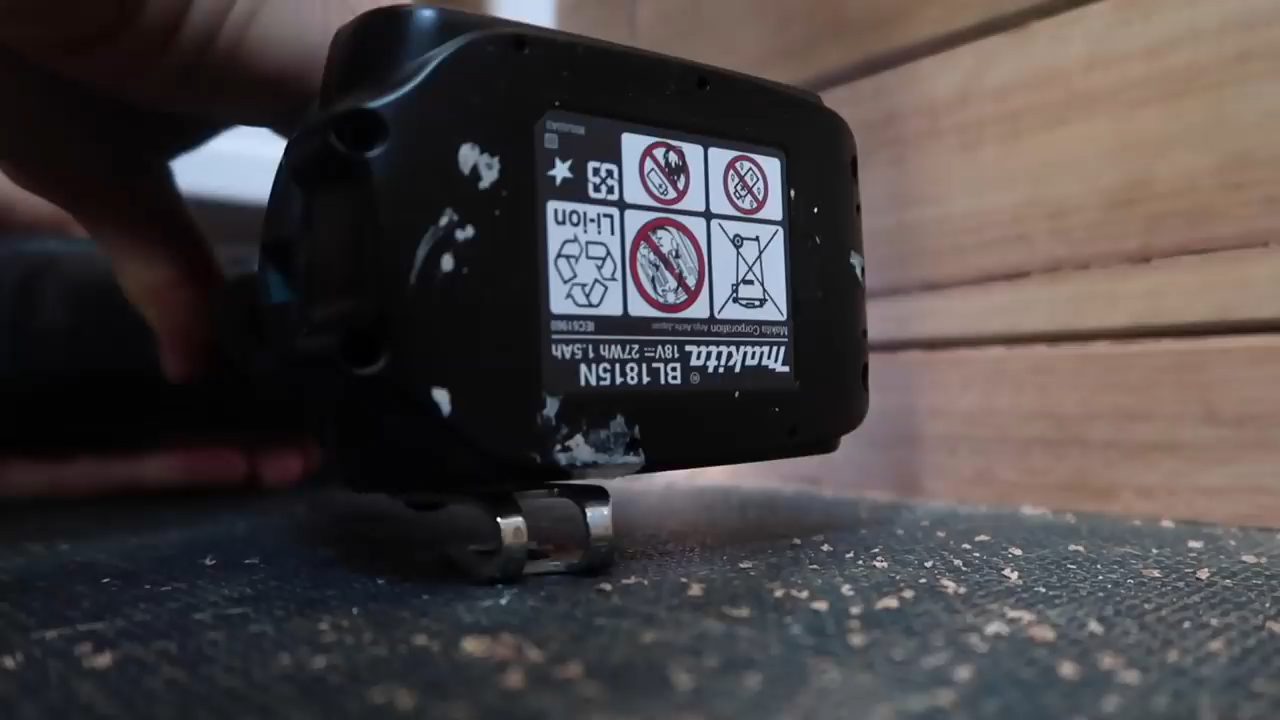 makita® BL1815N
18V⎓ 27Wh 1.5Ah
Makita Corporation Anjo, Aichi, Japan IEC61960
Li-ion